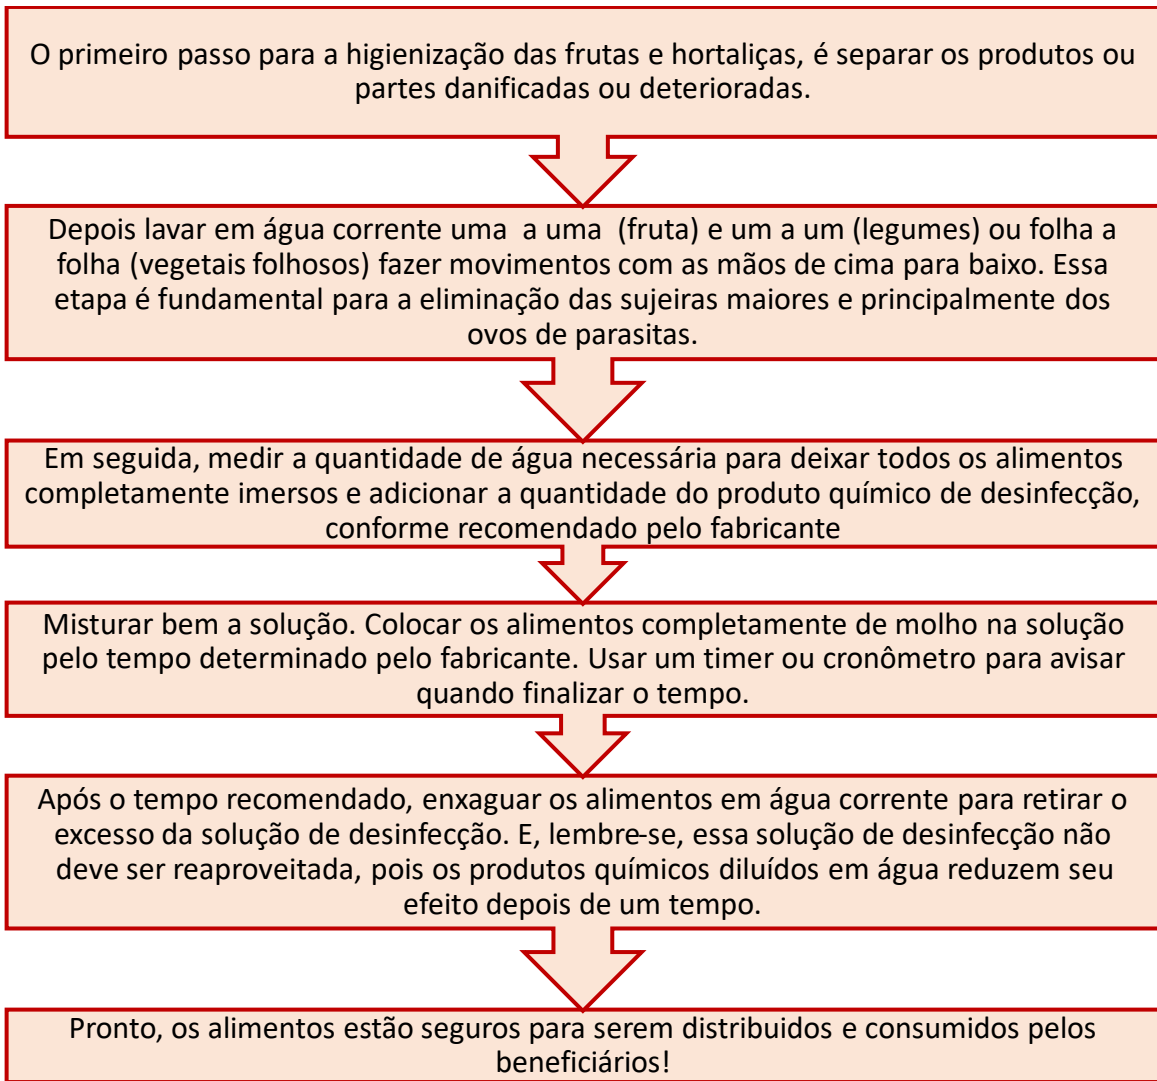 O primeiro passo para a higienização das frutas e hortaliças, é separar os produtos ou
partes danificadas ou deterioradas.
Depois lavar em água corrente uma a uma (fruta) e um a um (legumes) ou folha a
folha (vegetais folhosos) fazer movimentos com as mãos de cima para baixo. Essa
etapa é fundamental para a eliminação das sujeiras maiores e principalmente dos
ovos de parasitas.
Em seguida, medir a quantidade de água necessária para deixar todos os alimentos
completamente imersos e adicionar a quantidade do produto químico de desinfecção,
conforme recomendado pelo fabricante
Misturar bem a solução. Colocar os alimentos completamente de molho na solução
pelo tempo determinado pelo fabricante. Usar um timer ou cronômetro para avisar
quando finalizar o tempo.
Após o tempo recomendado, enxaguar os alimentos em água corrente para retirar o
excesso da solução de desinfecção. E, lembre-se, essa solução de desinfecção não
deve ser reaproveitada, pois os produtos químicos diluídos em água reduzem seu
efeito depois de um tempo.
Pronto, os alimentos estão seguros para serem distribuidos e consumidos pelos
beneficiários!